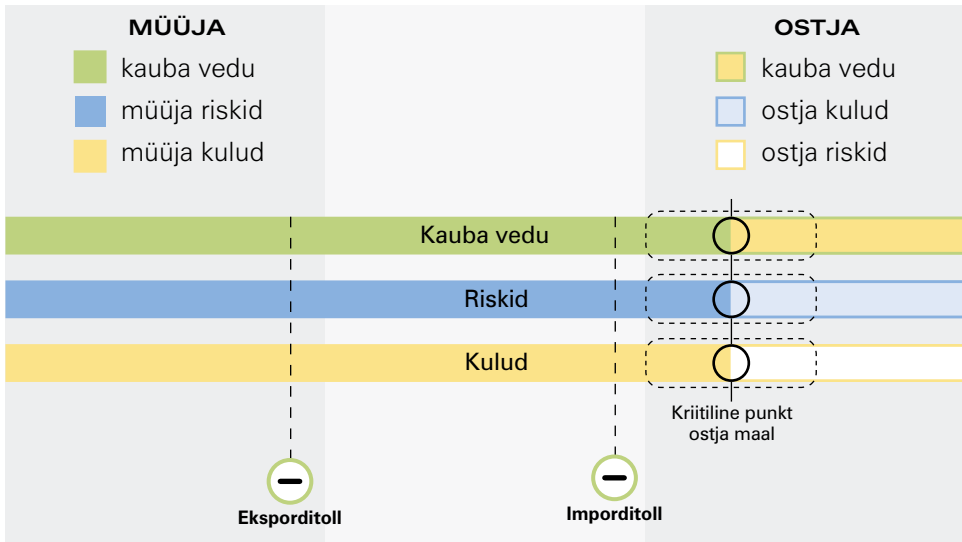 MÜÜJA
kauba vedu
müüja riskid
müüja kulud
OSTJA
kauba vedu
ostja kulud
ostja riskid
Kauba vedu
Riskid
Kulud
Kriitiline punkt
ostja maal
Eksporditoll
Imporditoll